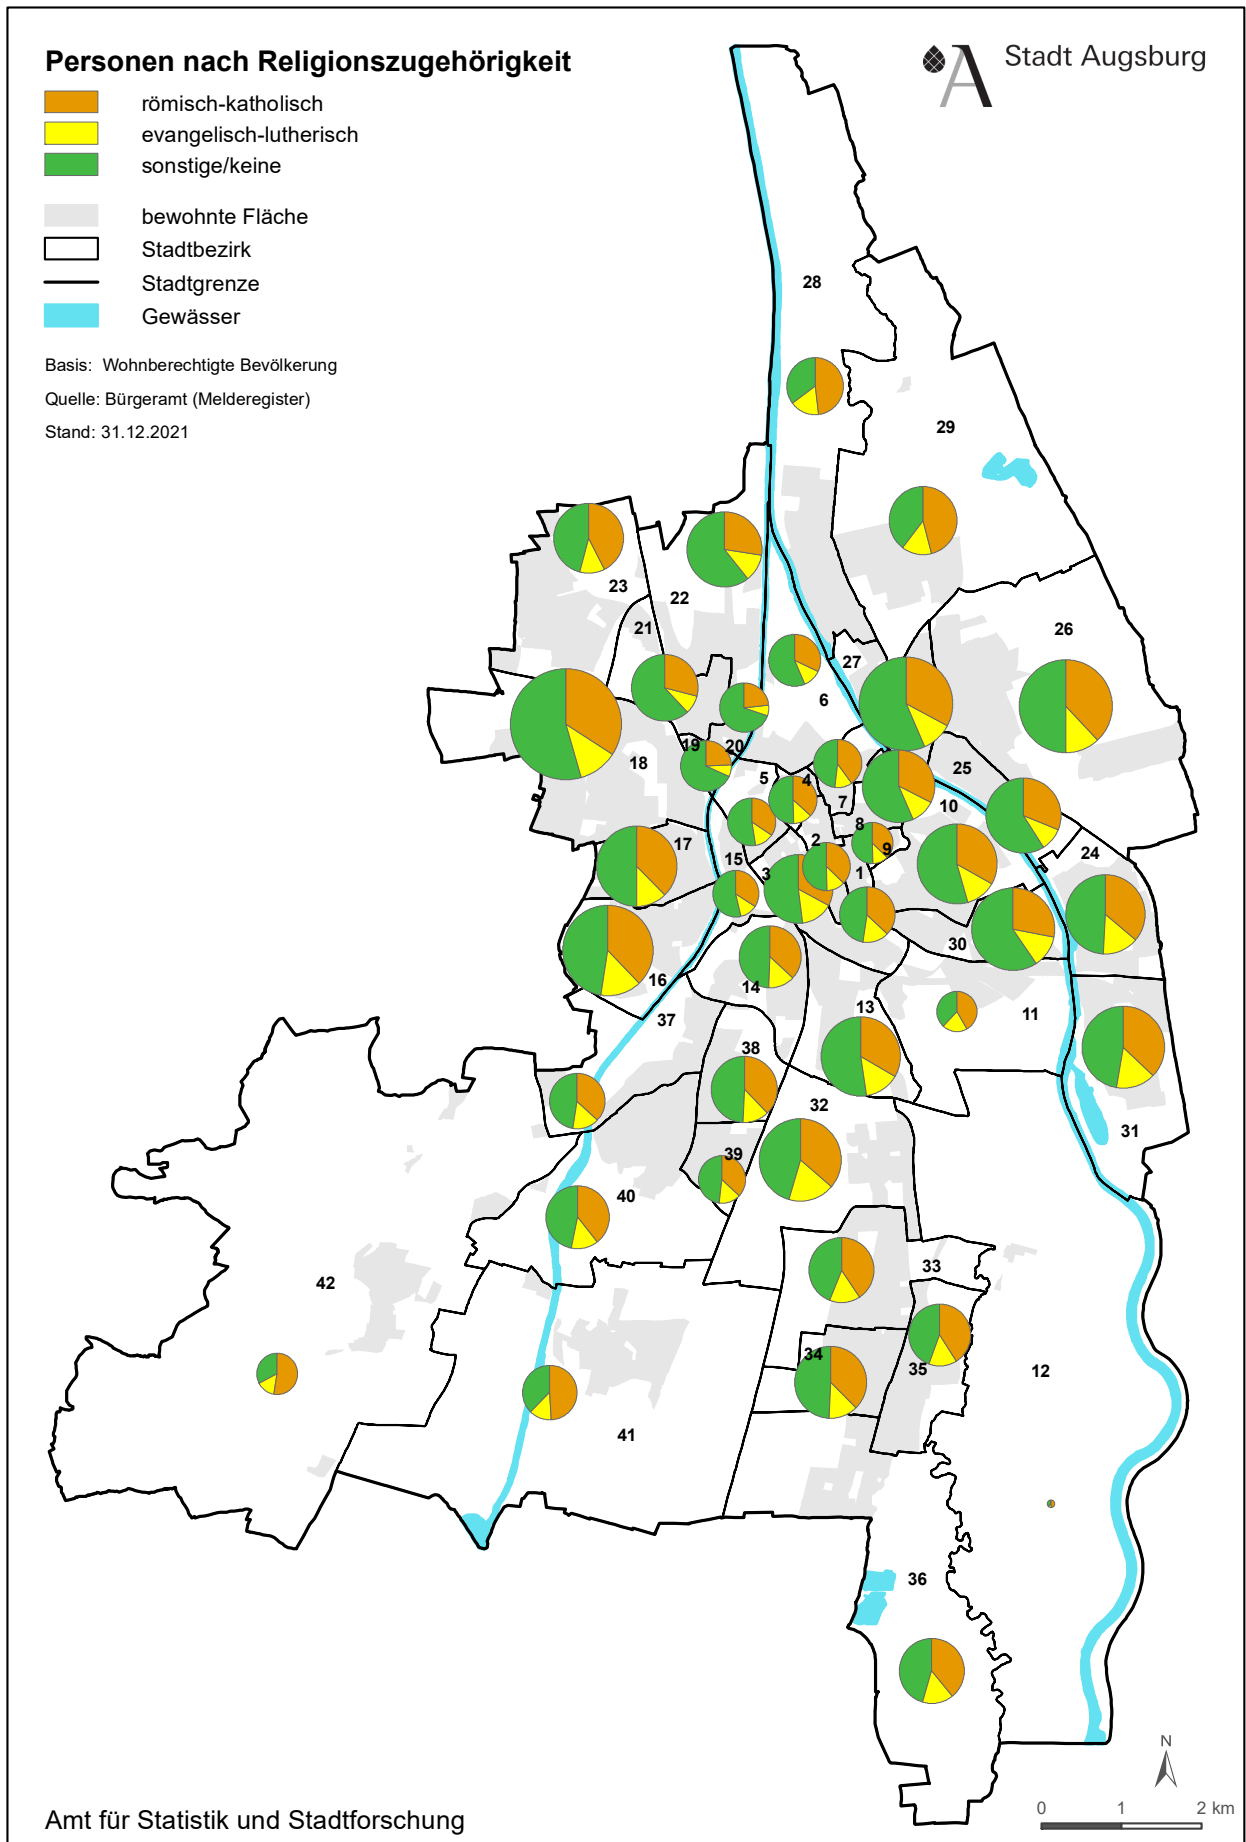 Personen nach Religionszugehörigkeit
römisch-katholisch
evangelisch-lutherisch
sonstige/keine
bewohnte Fläche
Stadtbezirk
Stadtgrenze
Gewässer
Basis: Wohnberechtigte Bevölkerung
Quelle: Bürgeramt (Melderegister)
Stand: 31.12.2021
A Stadt Augsburg
28
29
23
22
21
26
27
6
18
19
20
5
4
7
25
10
8
9
2
17
15
3
1
24
30
16
14
37
13
11
38
32
31
39
40
33
42
34
35
12
41
36
N
0 1 2 km
Amt für Statistik und Stadtforschung